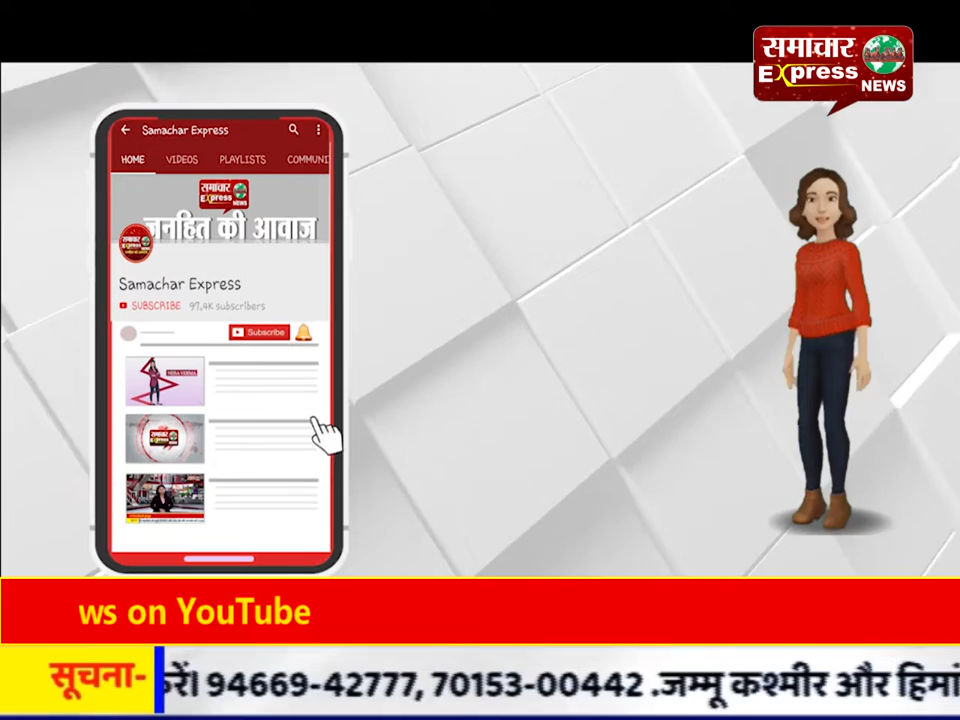 समाचार
Express
NEWS
Samachar Express
HOME VIDEOS PLAYLISTS COMMUNI
समाचार
Express
NEWS
जनहित की आवाज
Samachar Express
SUBSCRIBE 97.4K subscribers
Subscribe
ws on YouTube
सूचना- करें। 94669-42777, 70153-00442 .जम्मू कश्मीर और हिमां